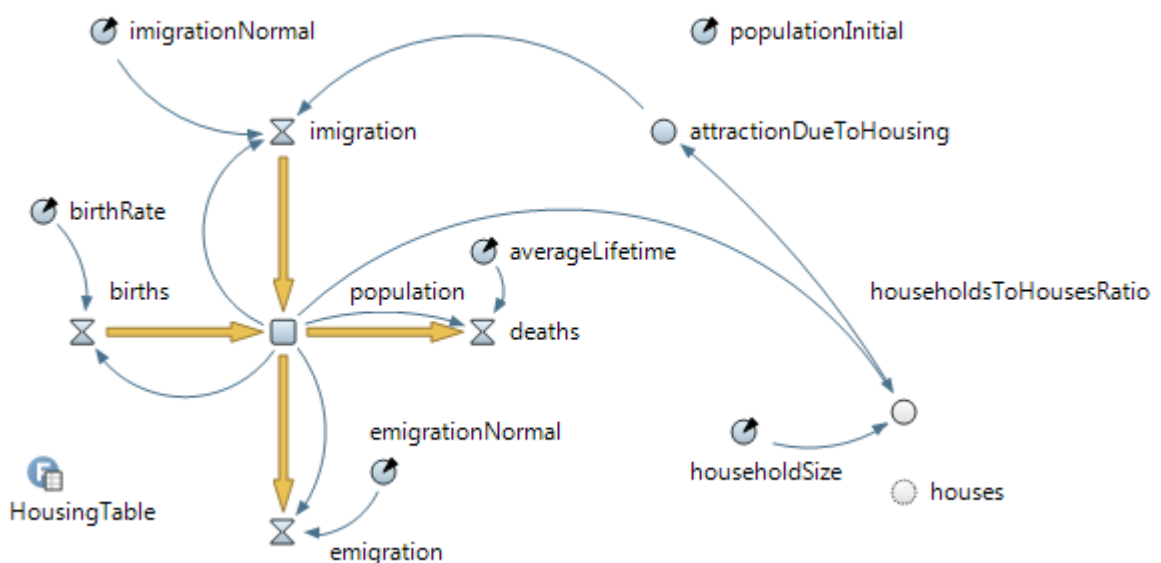 imigrationNormal
populationInitial
imigration
attractionDueToHousing
birthRate
averageLifetime
births
population
householdsToHousesRatio
deaths
emigrationNormal
householdSize
houses
F
HousingTable
emigration